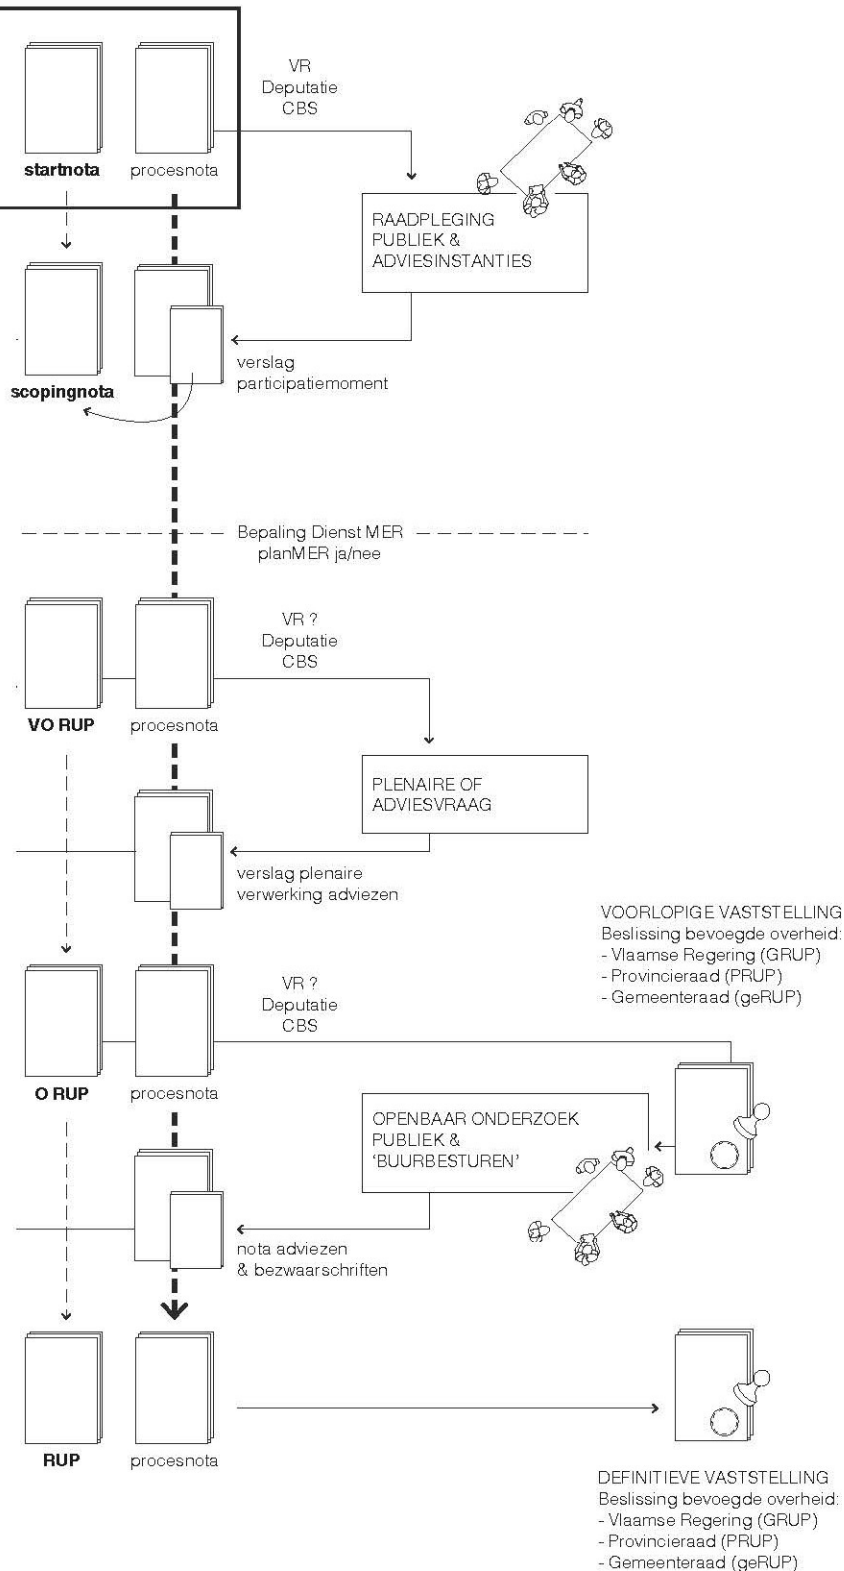 VR
Deputatie
CBS
startnota
procesnota
RAADPLEGING
PUBLIEK &
ADVIESINSTANTIES
verslag
participatiemoment
scopingnota
Bepaling Dienst MER
planMER ja/nee
VR ?
Deputatie
CBS
VO RUP
procesnota
PLENAIRE OF
ADVIESVRAAG
verslag plenaire
verwerking adviezen
VOORLOPIGE VASTSTELLING
Beslissing bevoegde overheid:
- Vlaamse Regering (GRUP)
- Provincieraad (PRUP)
- Gemeenteraad (geRUP)
VR ?
Deputatie
CBS
O RUP
procesnota
OPENBAAR ONDERZOEK
PUBLIEK &
'BUURBESTUREN'
nota adviezen
& bezwaarschriften
RUP
procesnota
DEFINITIEVE VASTSTELLING
Beslissing bevoegde overheid:
- Vlaamse Regering (GRUP)
- Provincieraad (PRUP)
- Gemeenteraad (geRUP)